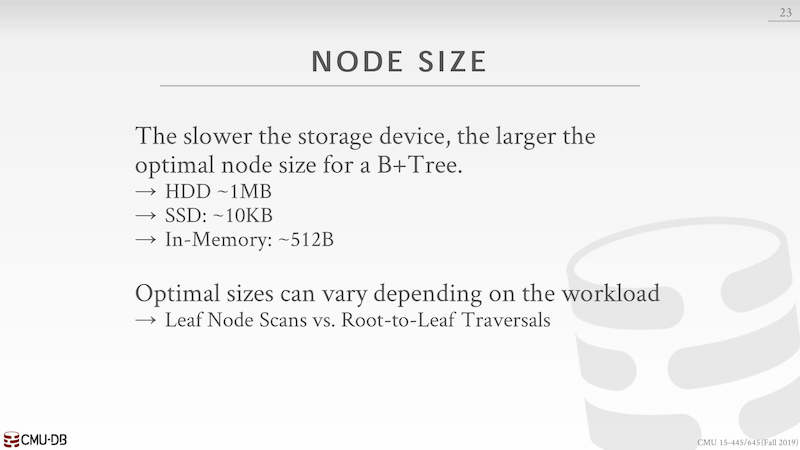 23
NODE SIZE
The slower the storage device, the larger the
optimal node size for a B+Tree.
→ HDD ~1MB
→ SSD: ~10KB
→ In-Memory: ~512B
Optimal sizes can vary depending on the workload
→ Leaf Node Scans vs. Root-to-Leaf Traversals
CMU·DB
CMU 15-445/645 (Fall 2019)